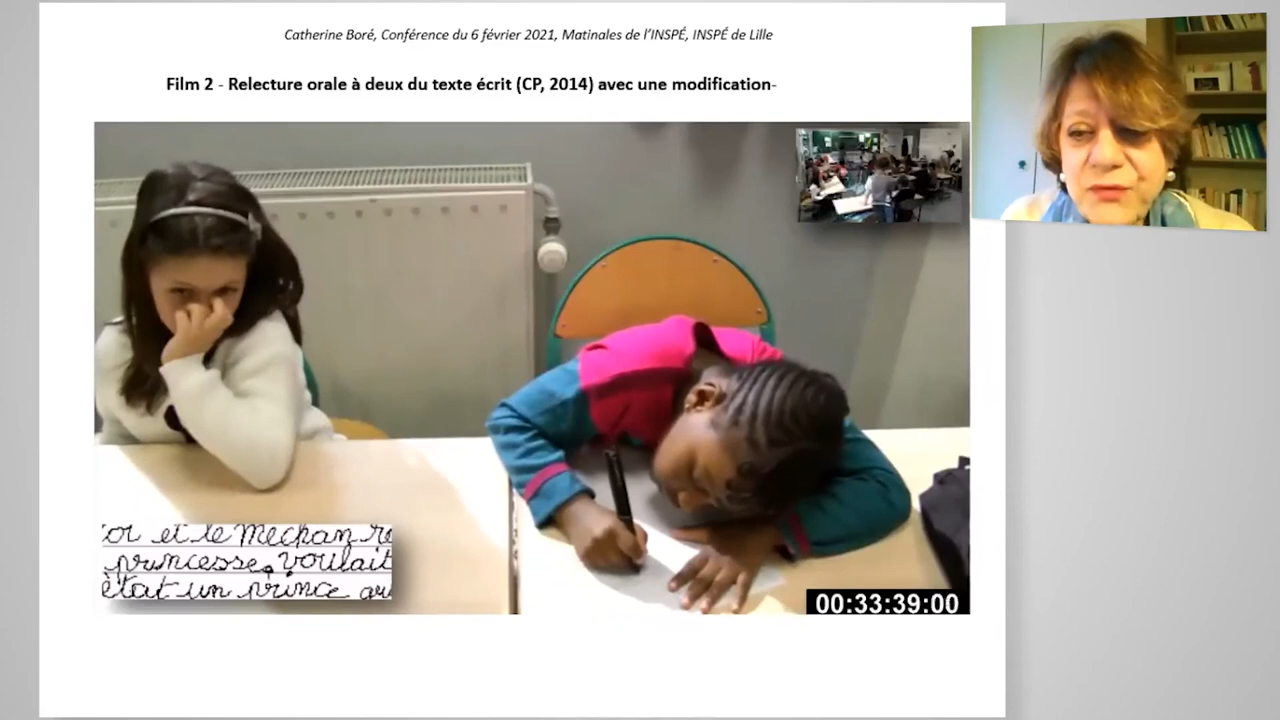 Catherine Boré, Conférence du 6 février 2021, Matinales de l'INSPÉ, INSPÉ de Lille
Film 2 - Relecture orale à deux du texte écrit (CP, 2014) avec une modification-
et le mechan
princesse voulait
était un prince
00:33:39:00